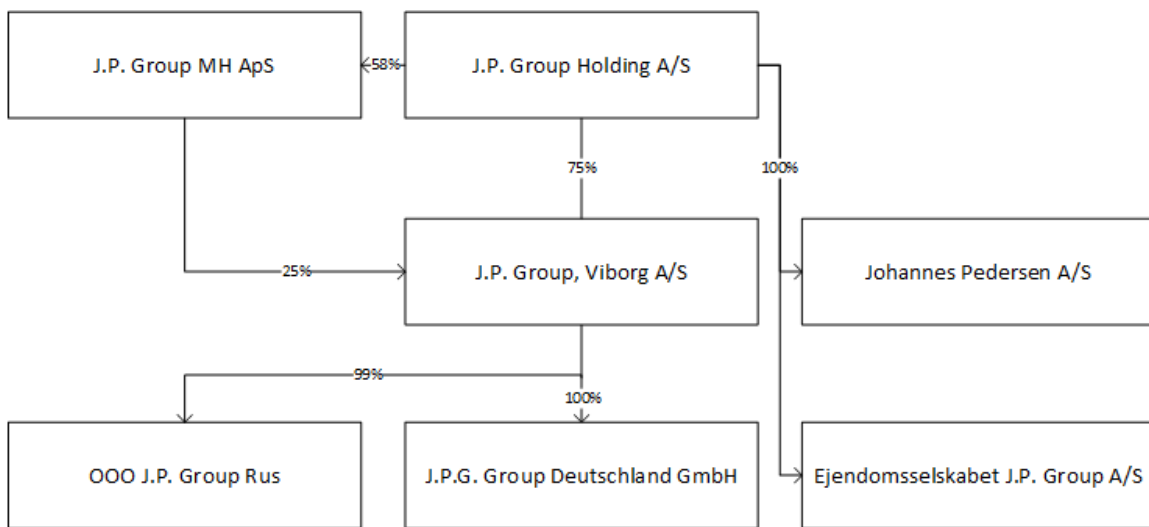 J.P. Group MH ApS
58%
J.P. Group Holding A/S
75%
100%
25%
J.P. Group, Viborg A/S
Johannes Pedersen A/S
99%
100%
OOO J.P. Group Rus
J.P.G. Group Deutschland GmbH
Ejendomsselskabet J.P. Group A/S